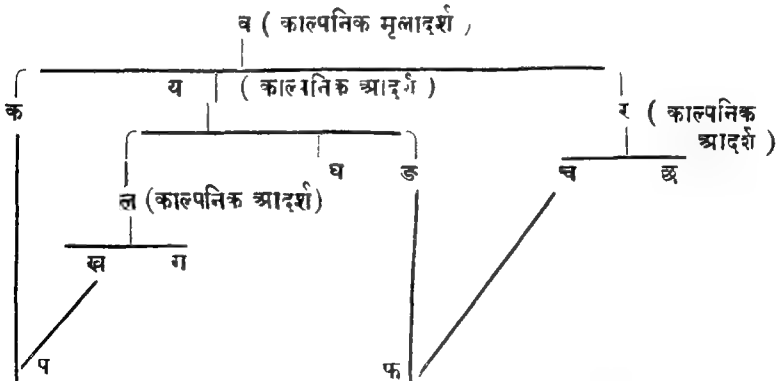 व ( काल्पनिक मूलादर्श )
क य ( काल्पनिक आदर्श ) र ( काल्पनिक
आदर्श )
घ ङ च छ
ल (काल्पनिक आदर्श)
ख ग
प फ